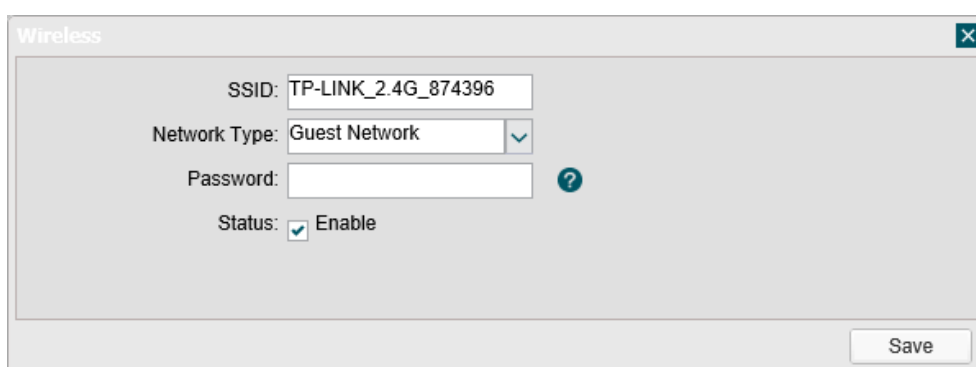 Wireless
SSID: TP-LINK_2.4G_874396
Network Type: Guest Network
Password:
Status: Enable
Save